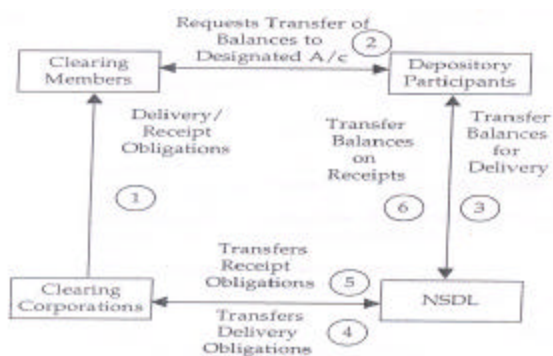 Requests Transfer of
Balances to
Designated A/c
2
Clearing
Members
Depository
Participants
Delivery/
Receipt
Obligations
Transfer
Balances
on
Receipts
Transfer
Balances
for
Delivery
1
6
3
Transfers
Receipt
Obligations
5
Clearing
Corporations
NSDL
Transfers
Delivery
Obligations
4